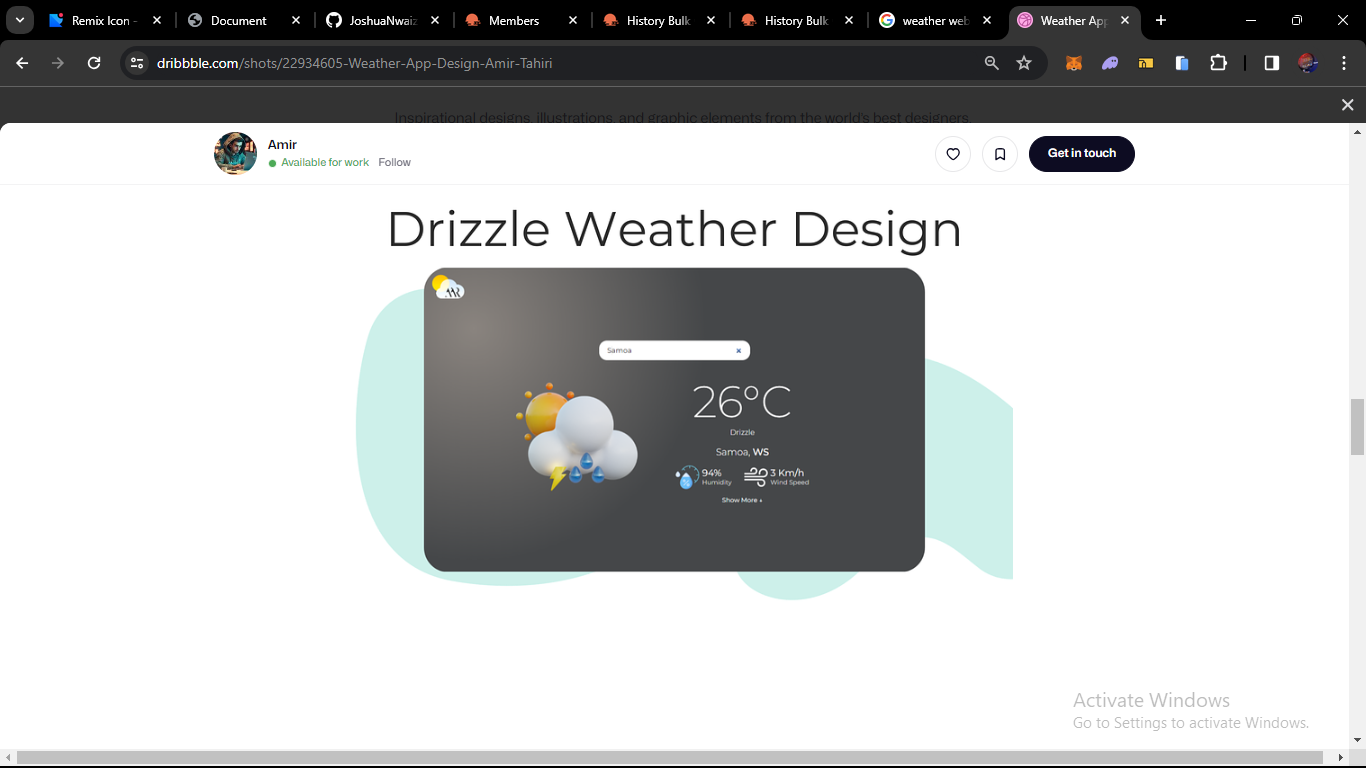 Remix Icon -
Document
JoshuaNwaiz
Members
History Bulk
History Bulk
weather web
Weather App
dribbble.com/shots/22934605-Weather-App-Design-Amir-Tahiri
Inspirational designs, illustrations, and graphic elements from the world's best designers.
Amir
Available for work Follow
Get in touch
Drizzle Weather Design
Samoa
26°C
Drizzle
Samoa, WS
94%
Humidity
3 Km/h
Wind Speed
Show More +
Activate Windows
Go to Settings to activate Windows.